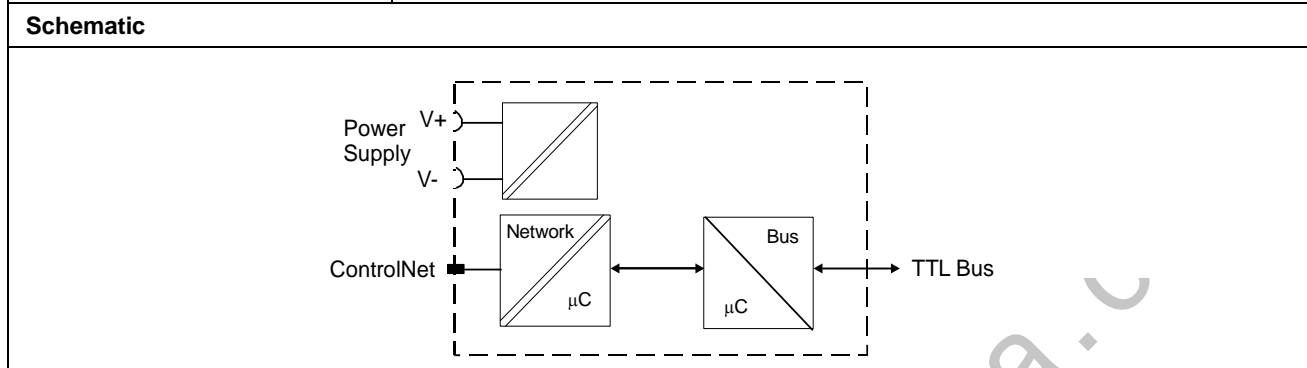 Schematic
Power
Supply
V+
V-
Network
μC
Bus
μC
ControlNet
TTL Bus
a.c